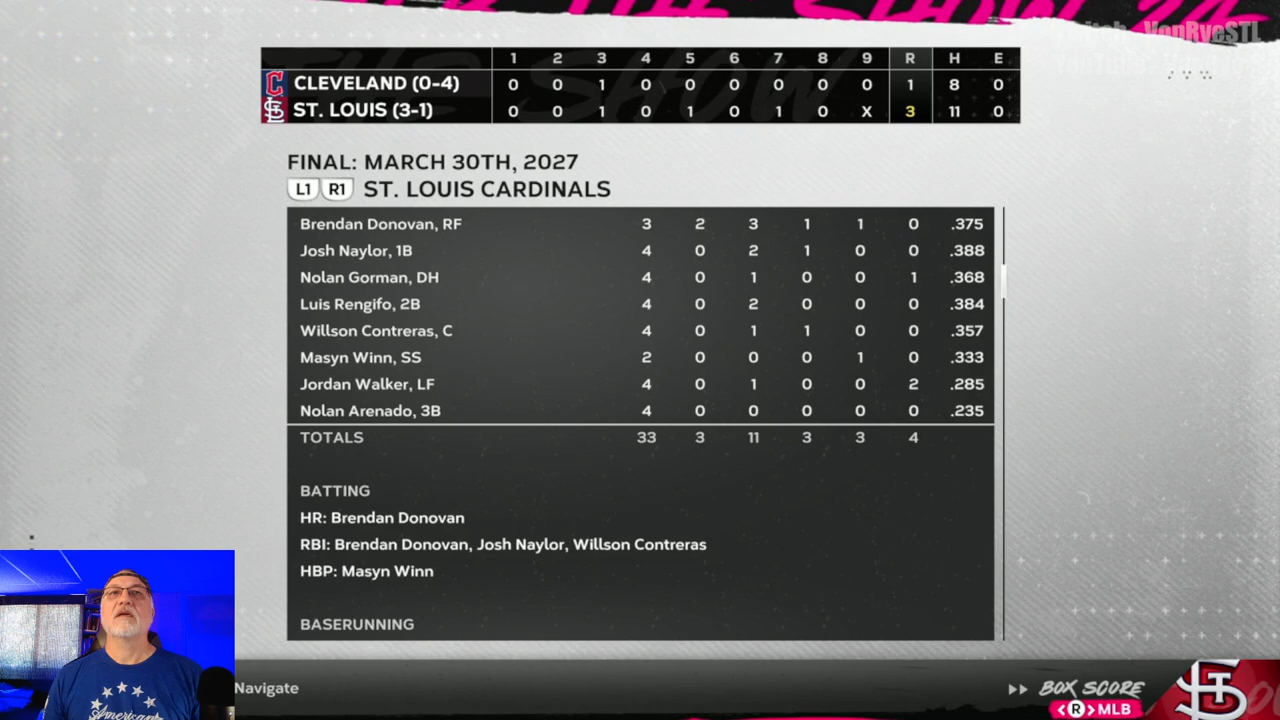 THE SHOW 24
Twitch VonRyeSTL
YouTube
1 2 3 4 5 6 7 8 9 R H E
CLEVELAND (0-4) 0 0 1 0 0 0 0 0 0 1 8 0
ST. LOUIS (3-1) 0 0 1 0 1 0 1 0 X 3 11 0
FINAL: MARCH 30TH, 2027
L1 R1 ST. LOUIS CARDINALS
Brendan Donovan, RF 3 2 3 1 1 0 .375
Josh Naylor, 1B 4 0 2 1 0 0 .388
Nolan Gorman, DH 4 0 1 0 0 1 .368
Luis Rengifo, 2B 4 0 2 0 0 0 .384
Willson Contreras, C 4 0 1 1 0 0 .357
Masyn Winn, SS 2 0 0 0 1 0 .333
Jordan Walker, LF 4 0 1 0 0 2 .285
Nolan Arenado, 3B 4 0 0 0 0 0 .235
TOTALS 33 3 11 3 3 4
BATTING
HR: Brendan Donovan
RBI: Brendan Donovan, Josh Naylor, Willson Contreras
HBP: Masyn Winn
BASERUNNING
American
Navigate
BOX SCORE
<R> MLB